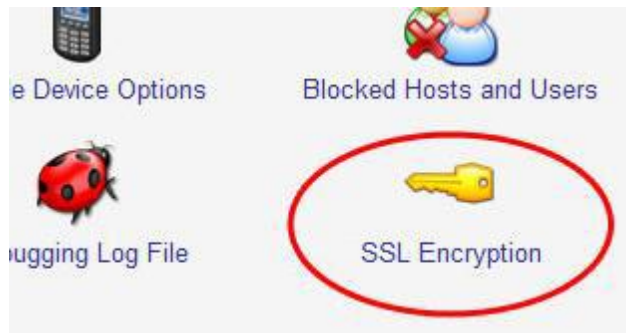 e Device Options
Blocked Hosts and Users
ugging Log File
SSL Encryption